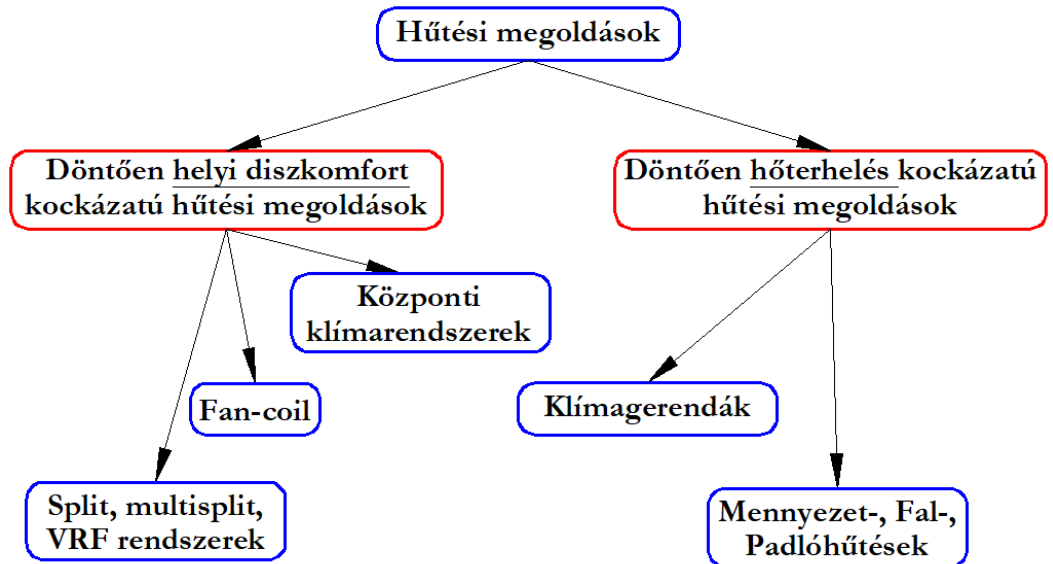 Hűtési megoldások
Döntően helyi diszkomfort
kockázatú hűtési megoldások
Döntően hőterhelés kockázatú
hűtési megoldások
Központi
klímarendszerek
Fan-coil
Klímagerendák
Split, multisplit,
VRF rendszerek
Mennyezet-, Fal-,
Padlóhűtések